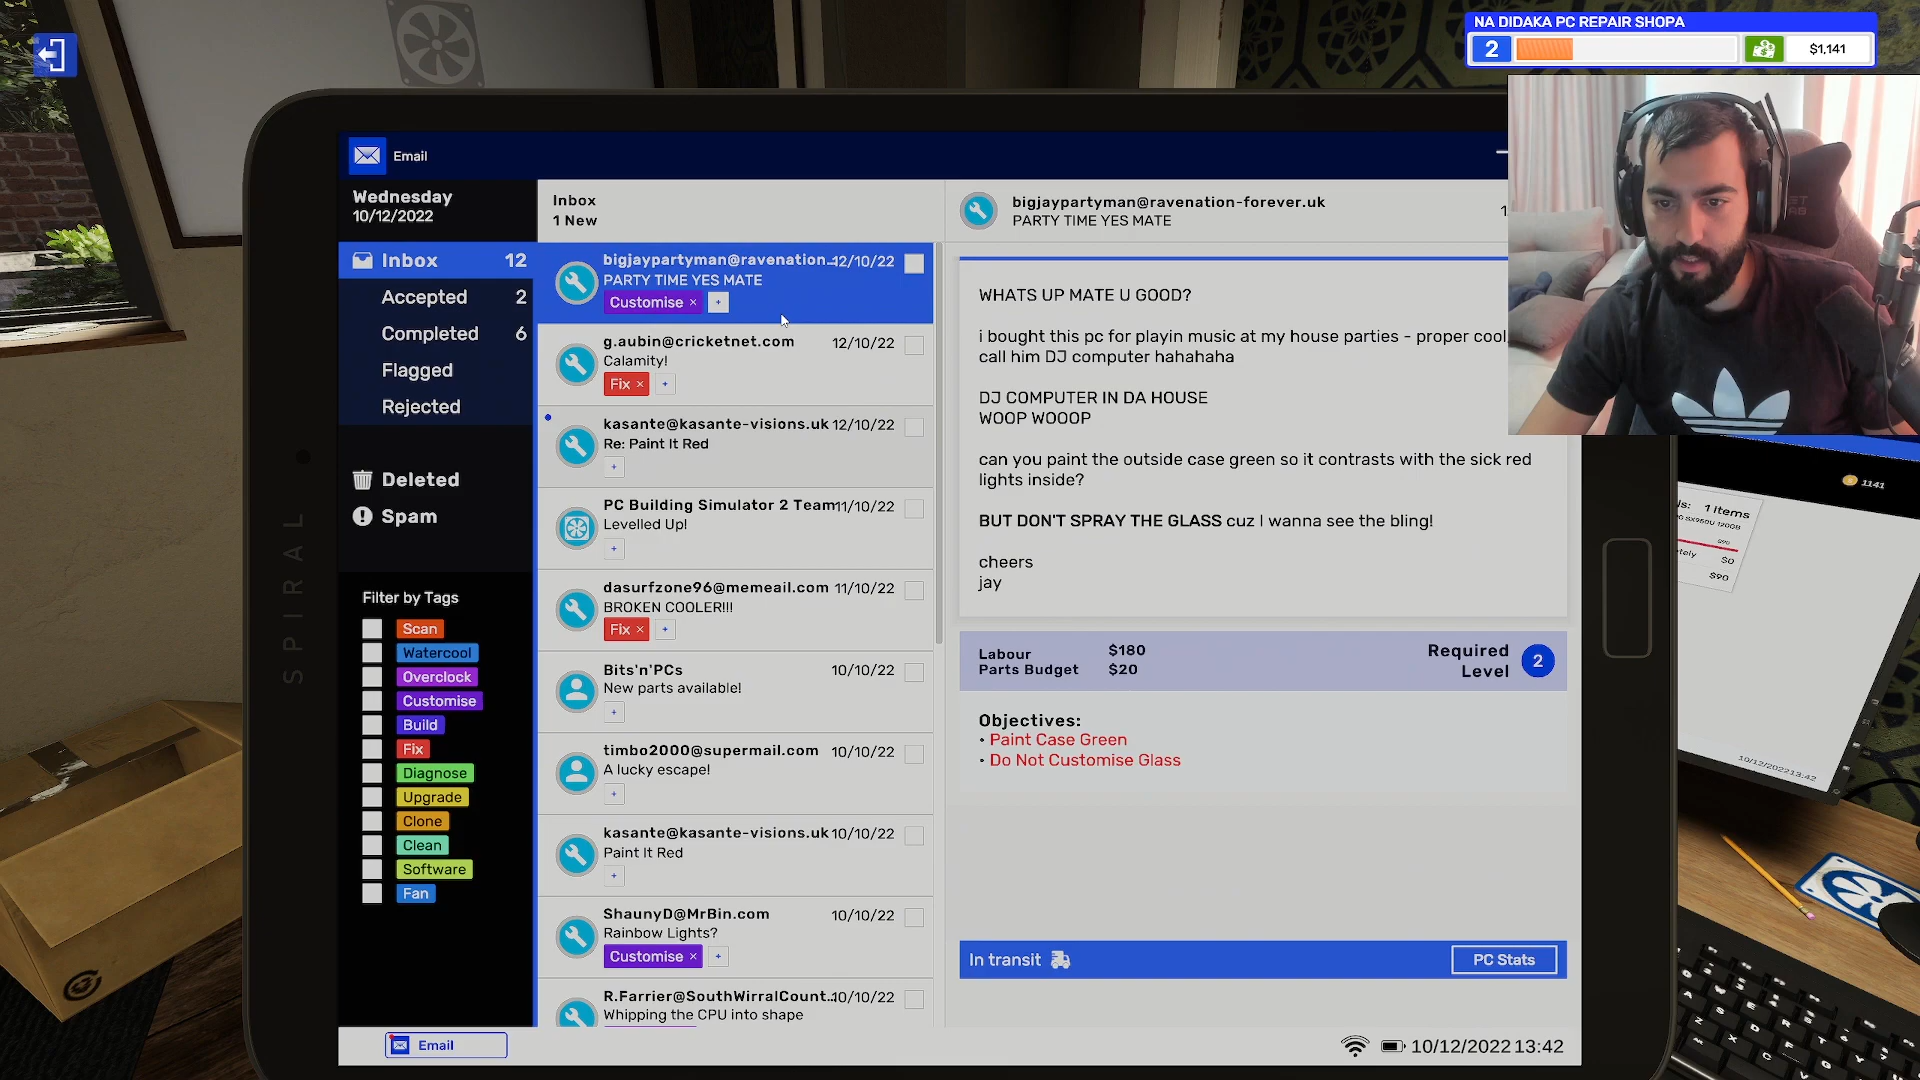 NA DIDAKA PC REPAIR SHOPA
2
$1,141
Email
Wednesday
10/12/2022
Inbox 12
Accepted 2
Completed 6
Flagged
Rejected
Deleted
Spam
Filter by Tags
Scan
Watercool
Overclock
Customise
Build
Fix
Diagnose
Upgrade
Clone
Clean
Software
Fan
Inbox
1 New
bigjaypartyman@ravenation... 12/10/22
PARTY TIME YES MATE
Customise × +
g.aubin@cricketnet.com 12/10/22
Calamity!
Fix × +
kasante@kasante-visions.uk 12/10/22
Re: Paint It Red
+
PC Building Simulator 2 Team 11/10/22
Levelled Up!
+
dasurfzone96@memeail.com 11/10/22
BROKEN COOLER!!!
Fix × +
Bits'n'PCs 10/10/22
New parts available!
+
timbo2000@supermail.com 10/10/22
A lucky escape!
+
kasante@kasante-visions.uk 10/10/22
Paint It Red
+
ShaunyD@MrBin.com 10/10/22
Rainbow Lights?
Customise × +
R.Farrier@SouthWirralCount... 10/10/22
Whipping the CPU into shape
bigjaypartyman@ravenation-forever.uk
PARTY TIME YES MATE
WHATS UP MATE U GOOD?
i bought this pc for playin music at my house parties - proper cool,
call him DJ computer hahahaha
DJ COMPUTER IN DA HOUSE
WOOP WOOOP
can you paint the outside case green so it contrasts with the sick red
lights inside?
BUT DON'T SPRAY THE GLASS cuz I wanna see the bling!
cheers
jay
Labour $180
Parts Budget $20
Required
Level 2
Objectives:
• Paint Case Green
• Do Not Customise Glass
In transit
PC Stats
Email
10/12/2022 13:42
SPIRAL
1141
1 Items
$90
$0
$90
10/12/2022 13:42